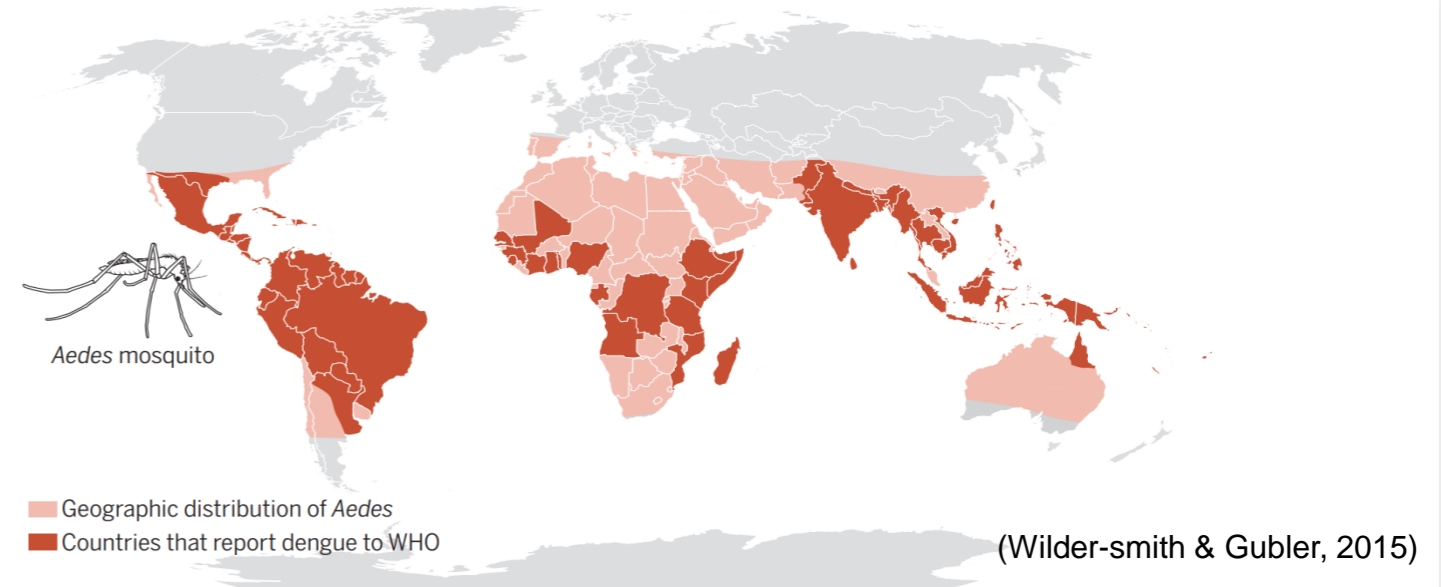 Aedes mosquito
Geographic distribution of Aedes
Countries that report dengue to WHO
(Wilder-smith & Gubler, 2015)